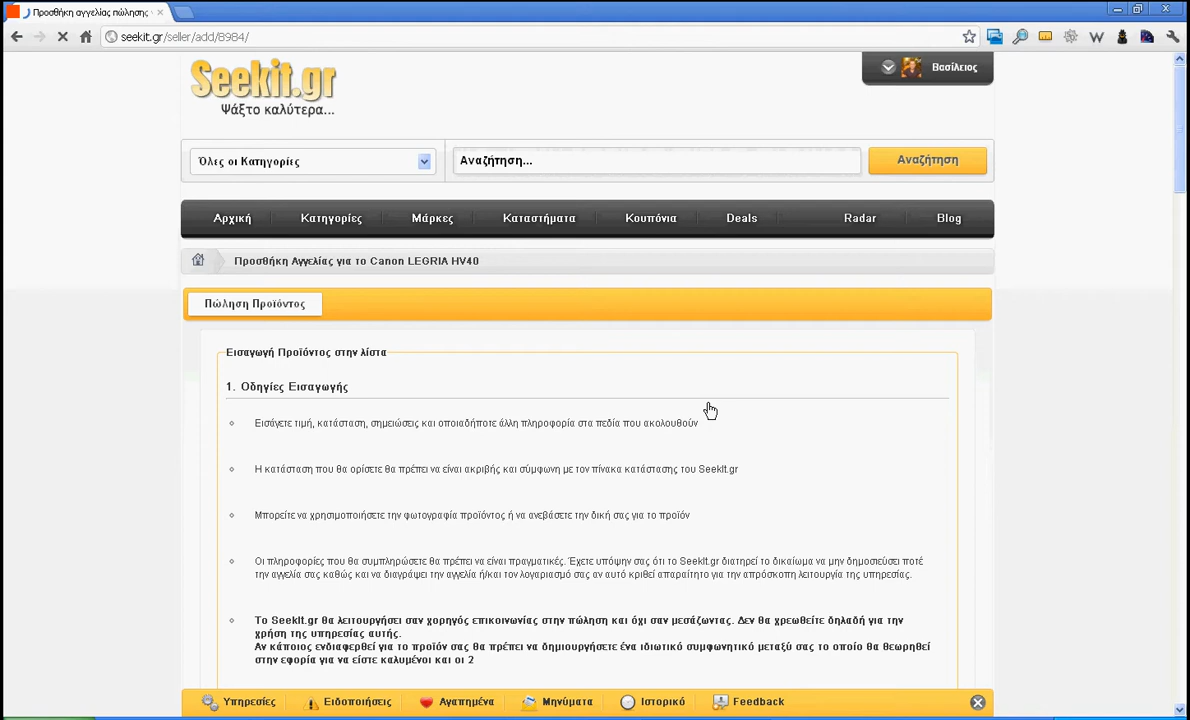 Προσθήκη αγγελίας πώλησης
seekit.gr/seller/add/8984/
Seekit.gr
Ψάξτο καλύτερα...
Βασίλειος
Όλες οι Κατηγορίες
Αναζήτηση...
Αναζήτηση
Αρχική Κατηγορίες Μάρκες Καταστήματα Κουπόνια Deals Radar Blog
Προσθήκη Αγγελίας για το Canon LEGRIA HV40
Πώληση Προϊόντος
Εισαγωγή Προϊόντος στην λίστα
1. Οδηγίες Εισαγωγής
Εισάγετε τιμή, κατάσταση, σημειώσεις και οποιαδήποτε άλλη πληροφορία στα πεδία που ακολουθούν
Η κατάσταση που θα ορίσετε θα πρέπει να είναι ακριβής και σύμφωνη με τον πίνακα κατάστασης του SeekIt.gr
Μπορείτε να χρησιμοποιήσετε την φωτογραφία προϊόντος ή να ανεβάσετε την δική σας για το προϊόν
Οι πληροφορίες που θα συμπληρώσετε θα πρέπει να είναι πραγματικές. Έχετε υπόψην σας ότι το SeekIt.gr διατηρεί το δικαίωμα να μην δημοσιεύσει ποτέ
την αγγελία σας καθώς και να διαγράψει την αγγελία ή/και τον λογαριασμό σας αν αυτό κριθεί απαραίτητο για την απρόσκοπη λειτουργία της υπηρεσίας.
Το SeekIt.gr θα λειτουργήσει σαν χορηγός επικοινωνίας στην πώληση και όχι σαν μεσάζωντας. Δεν θα χρεωθείτε δηλαδή για την
χρήση της υπηρεσίας αυτής.
Αν κάποιος ενδιαφερθεί για το προϊόν σας θα πρέπει να δημιουργήσετε ένα ιδιωτικό συμφωνητικό μεταξύ σας το οποίο θα θεωρηθεί
στην εφορία για να είστε καλυμένοι και οι 2
Υπηρεσίες Ειδοποιήσεις Αγαπημένα Μηνύματα Ιστορικό Feedback